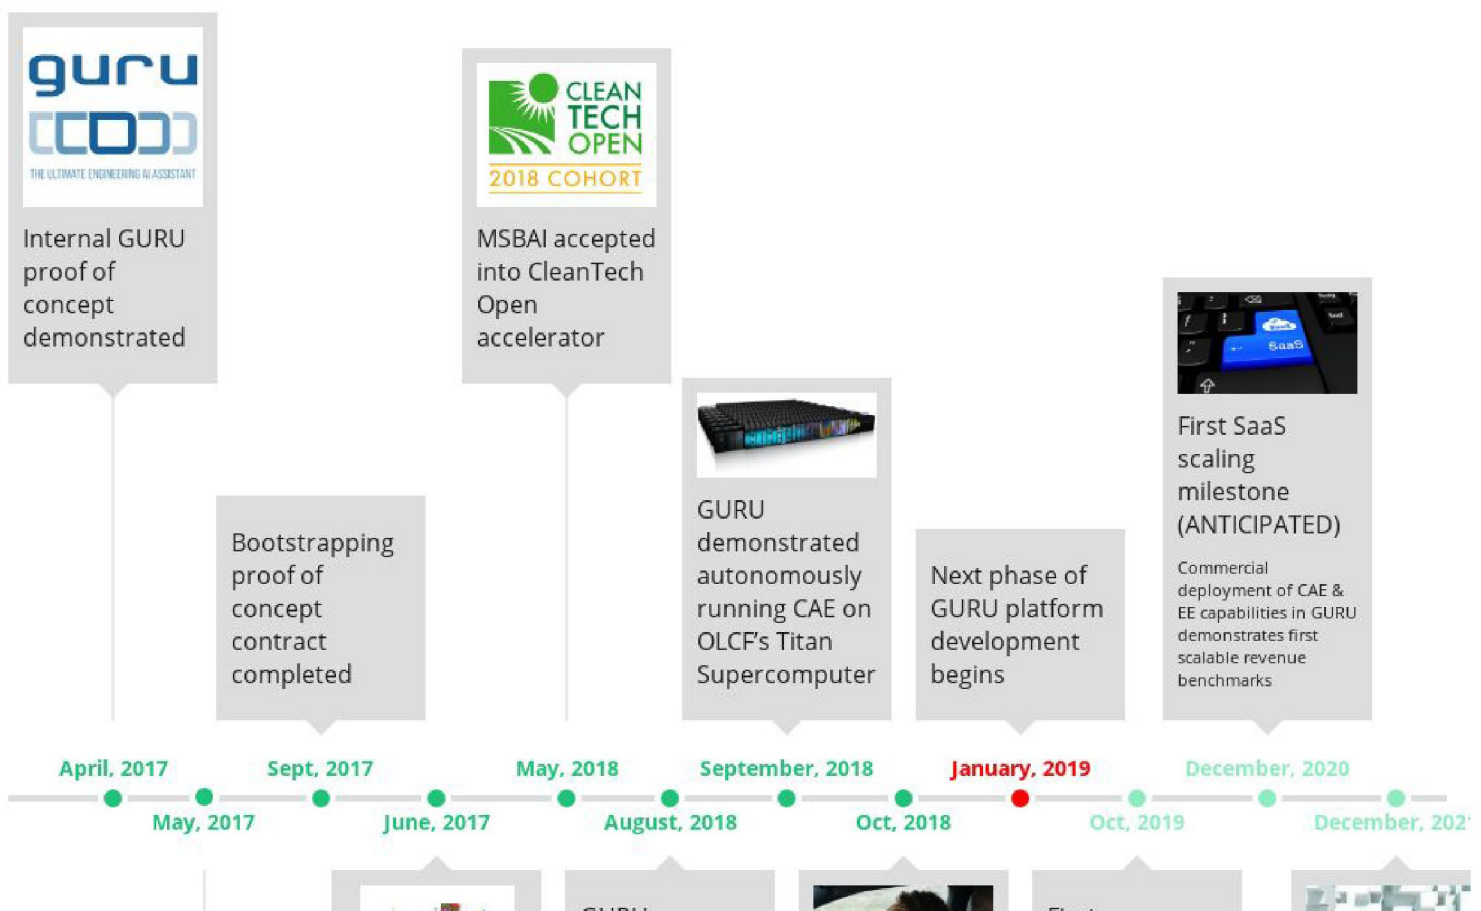 guru
THE ULTIMATE ENGINEERING AI ASSISTANT
Internal GURU
proof of
concept
demonstrated
CLEAN
TECH
OPEN
2018 COHORT
MSBAI accepted
into CleanTech
Open
accelerator
Bootstrapping
proof of
concept
contract
completed
GURU
demonstrated
autonomously
running CAE on
OLCF's Titan
Supercomputer
Next phase of
GURU platform
development
begins
SaaS
SaaS
First SaaS
scaling
milestone
(ANTICIPATED)
Commercial
deployment of CAE &
EE capabilities in GURU
demonstrates first
scalable revenue
benchmarks
April, 2017
Sept, 2017
May, 2018
September, 2018
January, 2019
December, 2020
May, 2017
June, 2017
August, 2018
Oct, 2018
Oct, 2019
December, 202